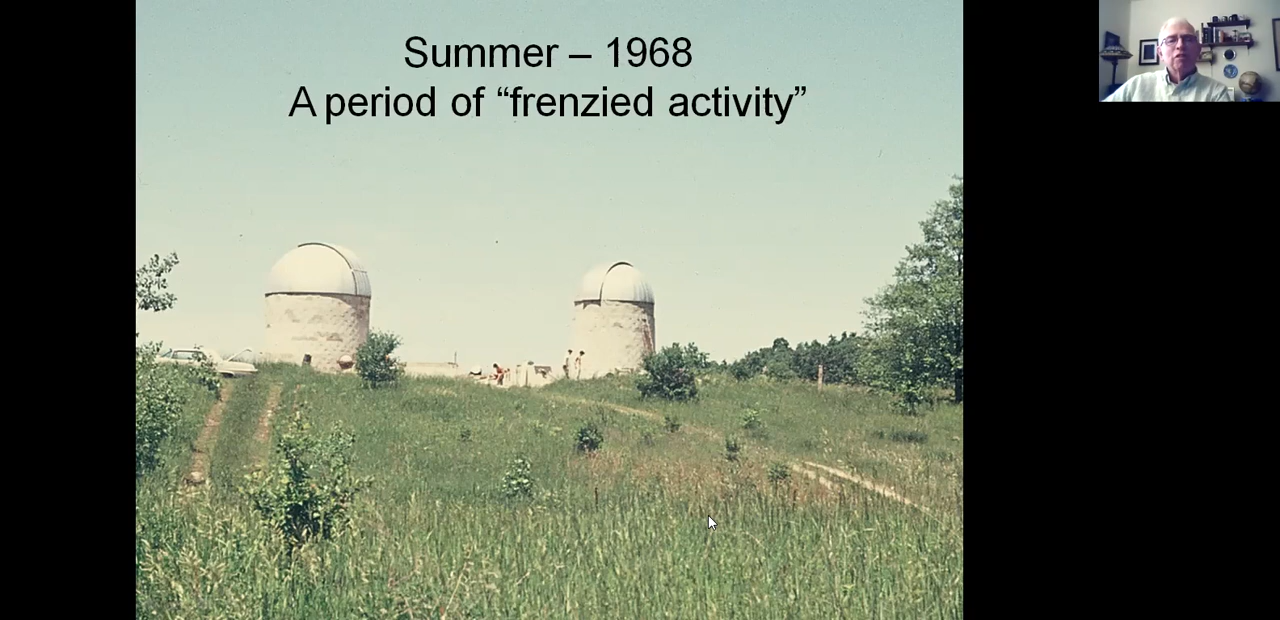 Summer – 1968
A period of “frenzied activity”